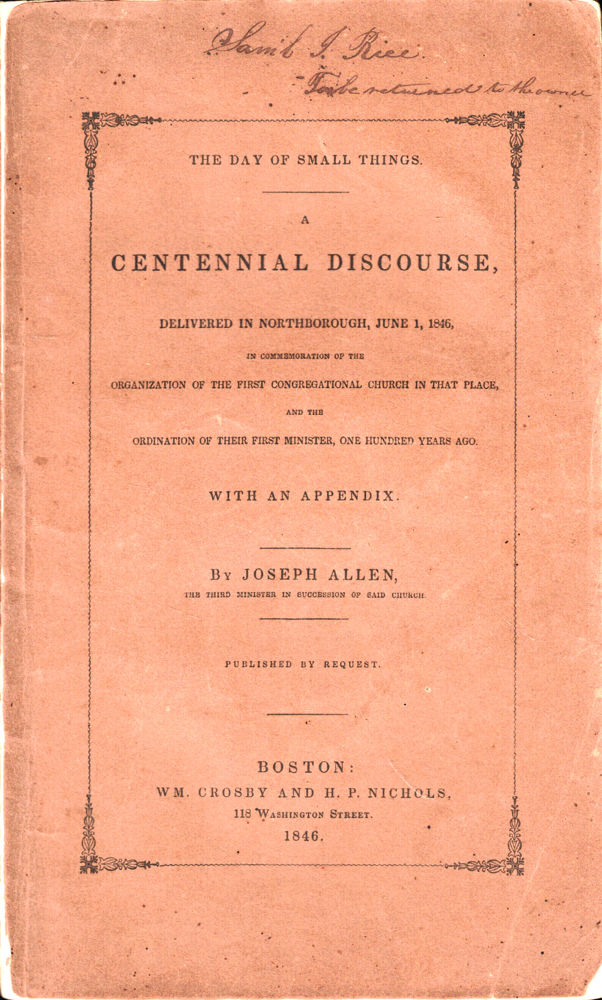 Saml I. Rice.
To be returned to the owner
THE DAY OF SMALL THINGS.
A
CENTENNIAL DISCOURSE,
DELIVERED IN NORTHBOROUGH, JUNE 1, 1846,
IN COMMEMORATION OF THE
ORGANIZATION OF THE FIRST CONGREGATIONAL CHURCH IN THAT PLACE,
AND THE
ORDINATION OF THEIR FIRST MINISTER, ONE HUNDRED YEARS AGO.
WITH AN APPENDIX.
BY JOSEPH ALLEN,
THE THIRD MINISTER IN SUCCESSION OF SAID CHURCH.
PUBLISHED BY REQUEST.
BOSTON:
WM. CROSBY AND H. P. NICHOLS,
118 WASHINGTON STREET.
1846.